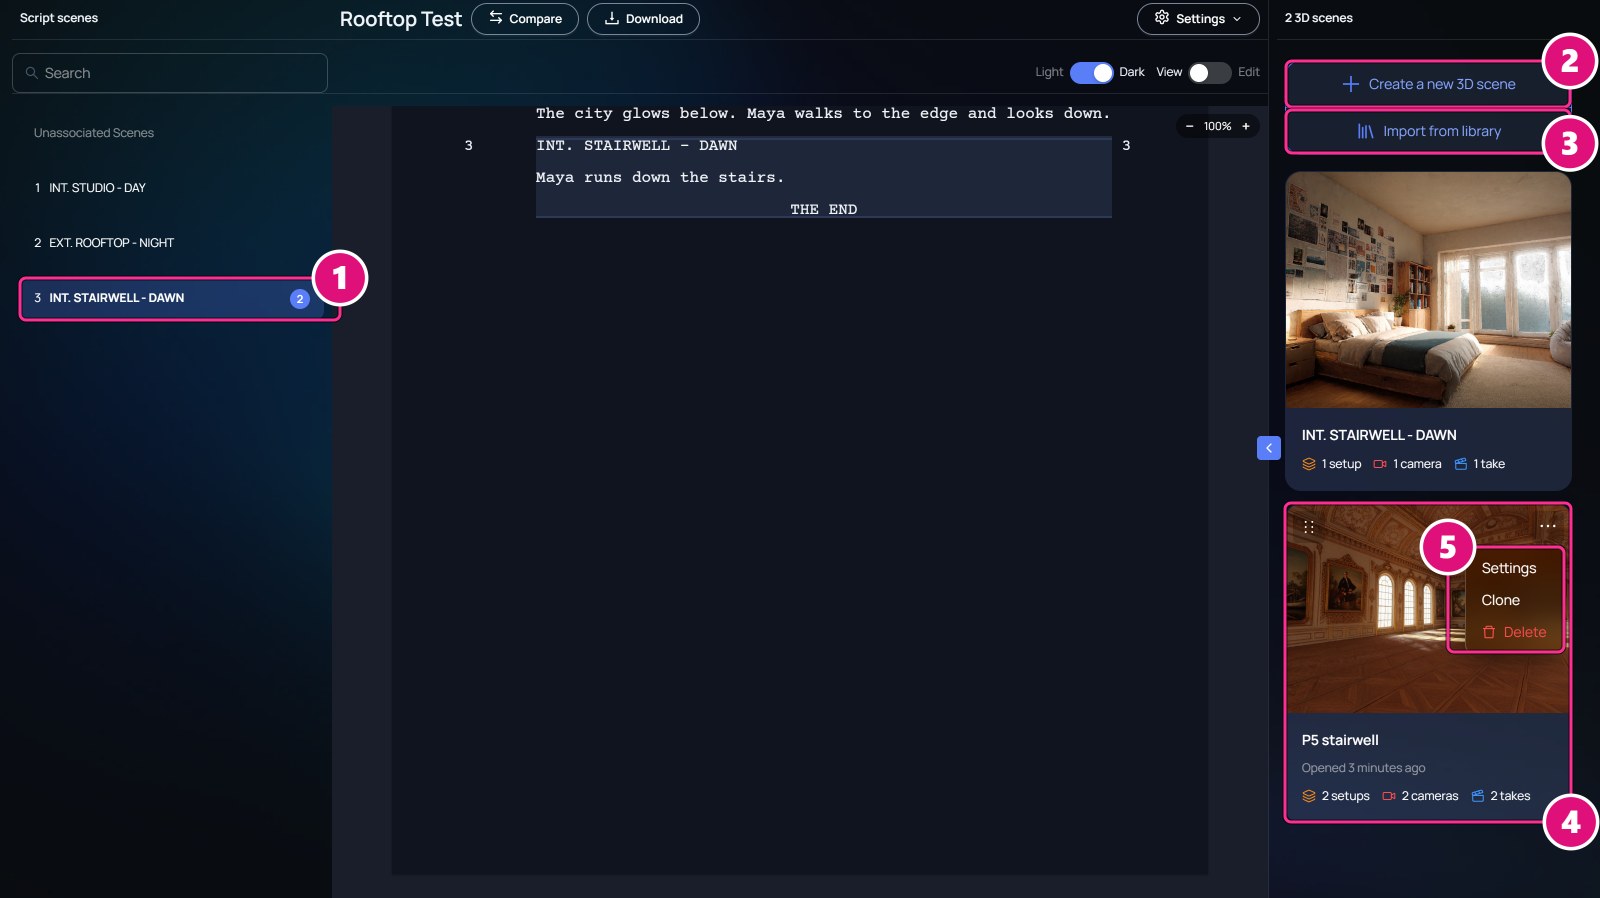 Script scenes
Rooftop Test
Compare
Download
Settings
2 3D scenes
Search
Light
Dark
View
Edit
Unassociated Scenes
1 INT. STUDIO - DAY
2 EXT. ROOFTOP - NIGHT
3 INT. STAIRWELL - DAWN 2
1
The city glows below. Maya walks to the edge and looks down.
− 100% +
3 INT. STAIRWELL - DAWN 3
Maya runs down the stairs.
THE END
2
Create a new 3D scene
Import from library
3
INT. STAIRWELL - DAWN
1 setup 1 camera 1 take
5
Settings
Clone
Delete
P5 stairwell
Opened 3 minutes ago
2 setups 2 cameras 2 takes
4